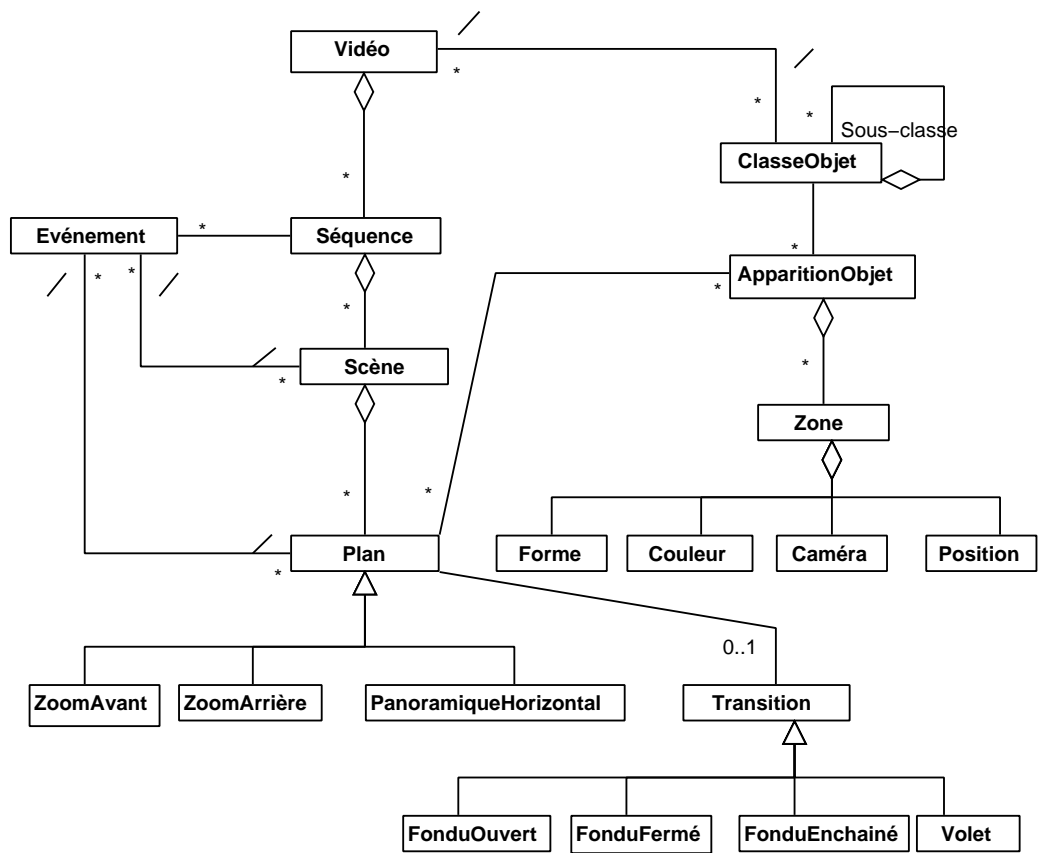 Vidéo
*
*
*
Sous−classe
ClasseObjet
*
Evénement
*
Séquence
*
*
*
ApparitionObjet
*
*
Scène
*
*
Zone
*
*
Plan
*
Forme
Couleur
Caméra
Position
0..1
ZoomAvant
ZoomArrière
PanoramiqueHorizontal
Transition
FonduOuvert
FonduFermé
FonduEnchainé
Volet